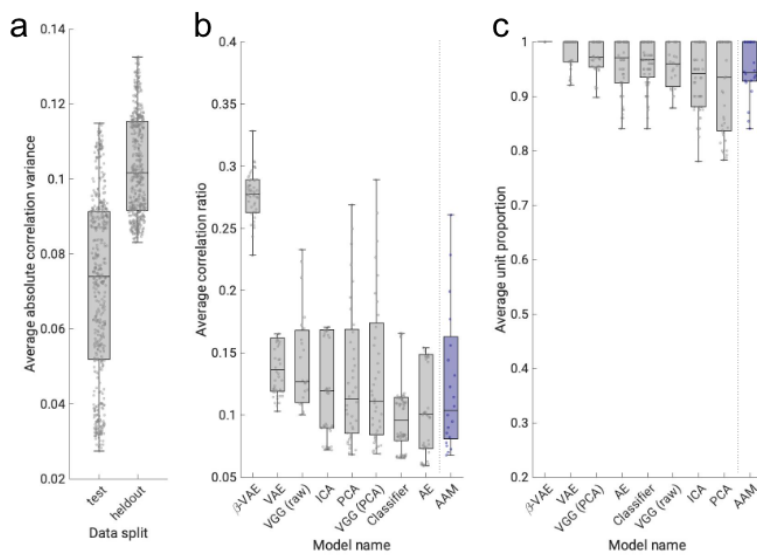 a
b
c
Average absolute correlation variance
0.14
0.12
0.1
0.08
0.06
0.04
0.02
test
heldout
Data split
Average correlation ratio
0.4
0.35
0.3
0.25
0.2
0.15
0.1
0.05
β-VAE
VAE
VGG (raw)
ICA
PCA
VGG (PCA)
Classifier
AE
AAM
Model name
Average unit proportion
1
0.9
0.8
0.7
0.6
0.5
0.4
0.3
0.2
β-VAE
VAE
VGG (PCA)
AE
Classifier
VGG (raw)
ICA
PCA
AAM
Model name